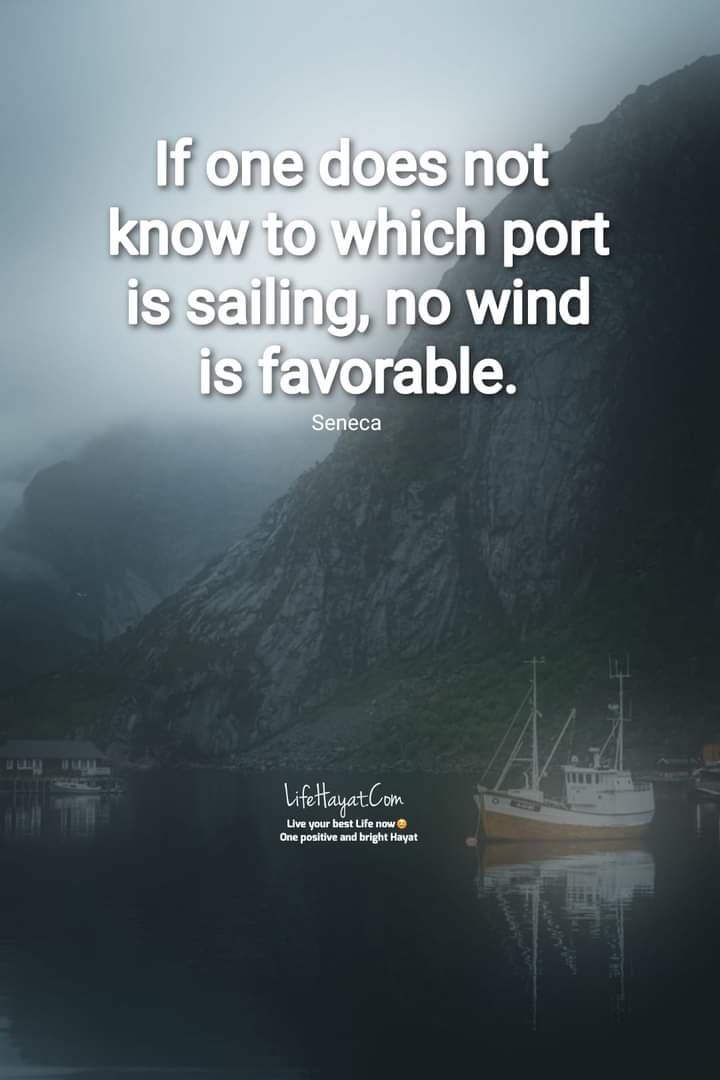 If one does not
know to which port
is sailing, no wind
is favorable.
Seneca
LifeHayat.Com
Live your best Life now😊
One positive and bright Hayat